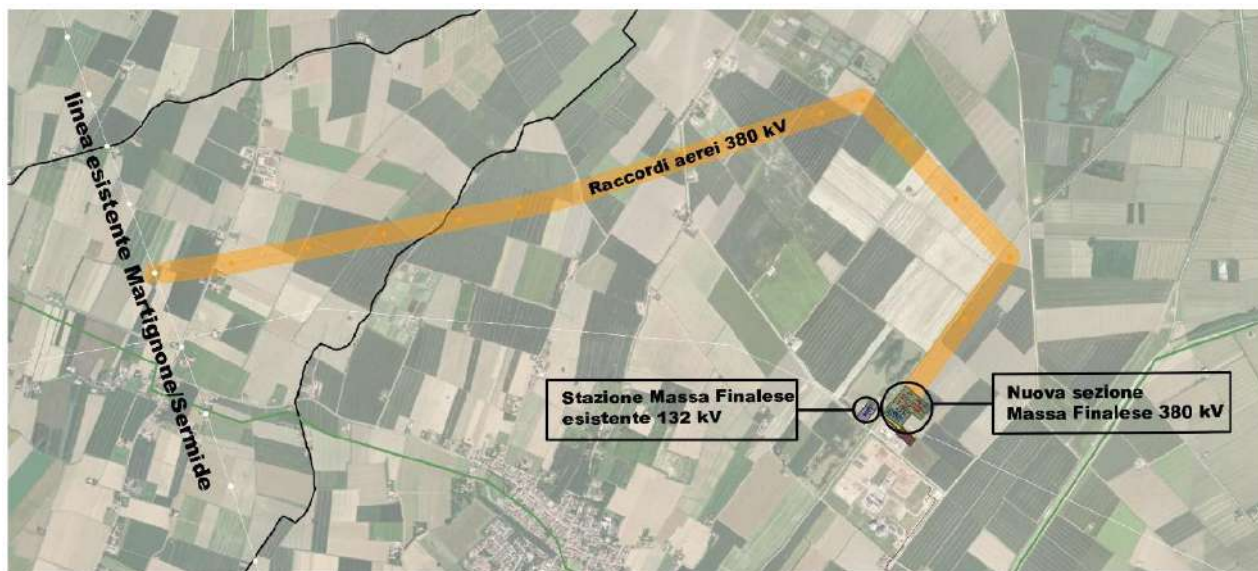 linea esistente Martignone/Sermide
Raccordi aerei 380 kV
Stazione Massa Finalese
esistente 132 kV
Nuova sezione
Massa Finalese 380 kV